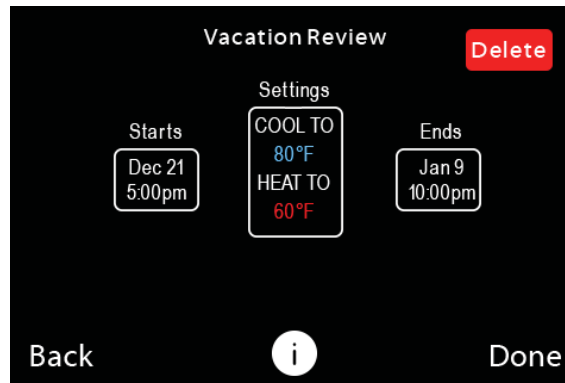 Vacation Review
Delete
Settings
Starts
COOL TO
80°F
HEAT TO
60°F
Ends
Dec 21
5:00pm
Jan 9
10:00pm
Back
i
Done